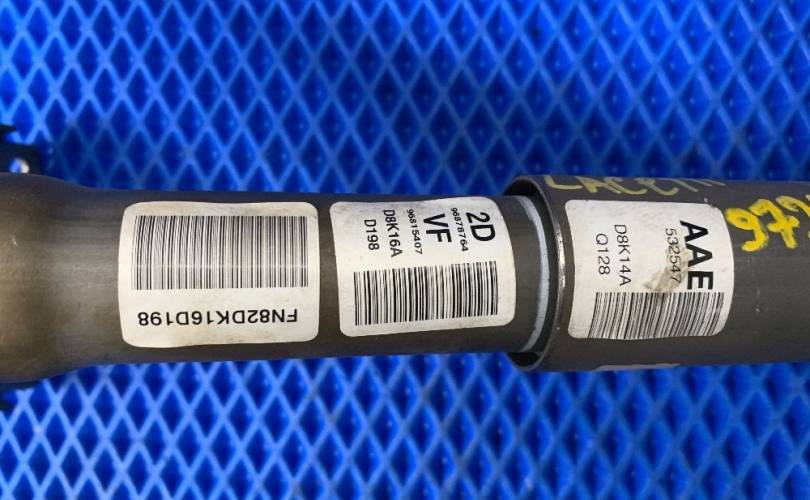 FN82DK16D198
2D
96878764
VF
96815407
D8K16A
D198
AAE
532547
D8K14A
Q128
LACETTI